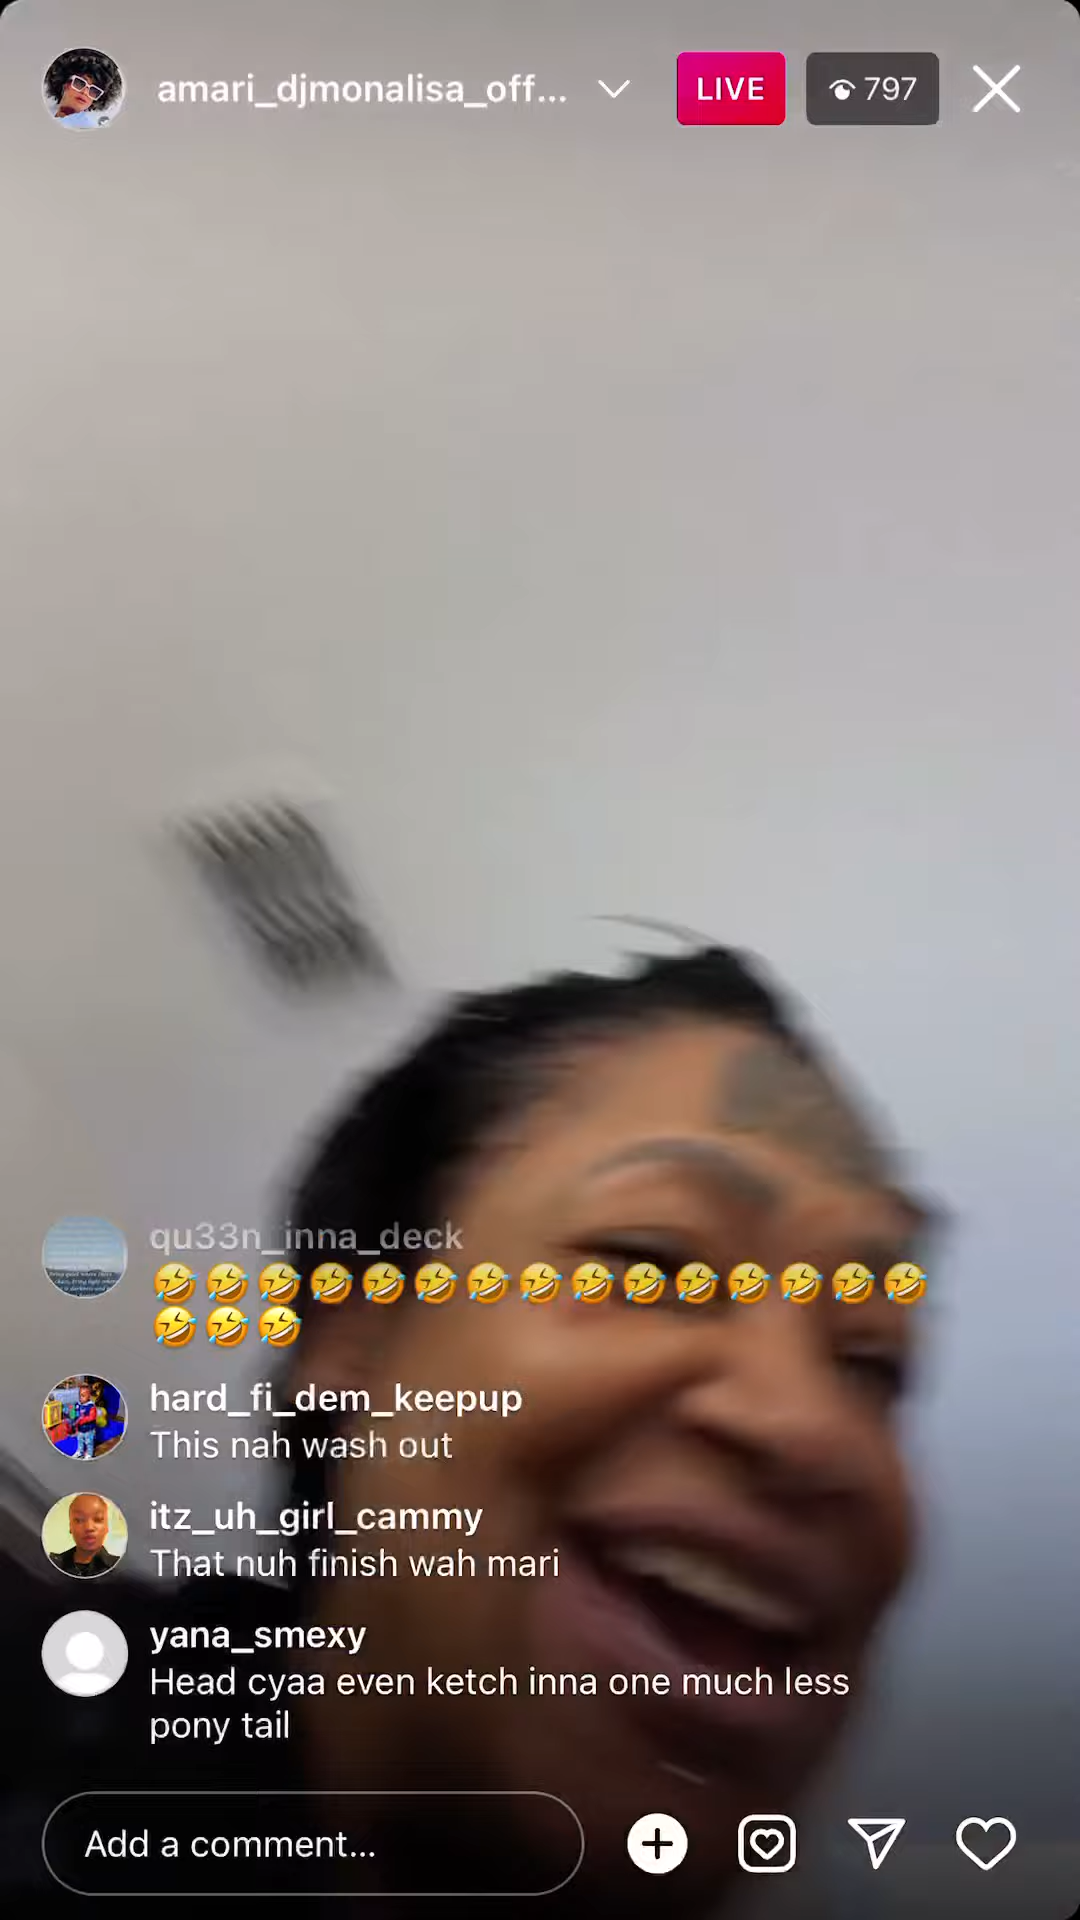 amari_djmonalisa_off...
LIVE
797
qu33n_inna_deck
🤣🤣🤣🤣🤣🤣🤣🤣🤣🤣🤣🤣🤣🤣🤣
🤣🤣🤣
hard_fi_dem_keepup
This nah wash out
itz_uh_girl_cammy
That nuh finish wah mari
yana_smexy
Head cyaa even ketch inna one much less
pony tail
Add a comment...